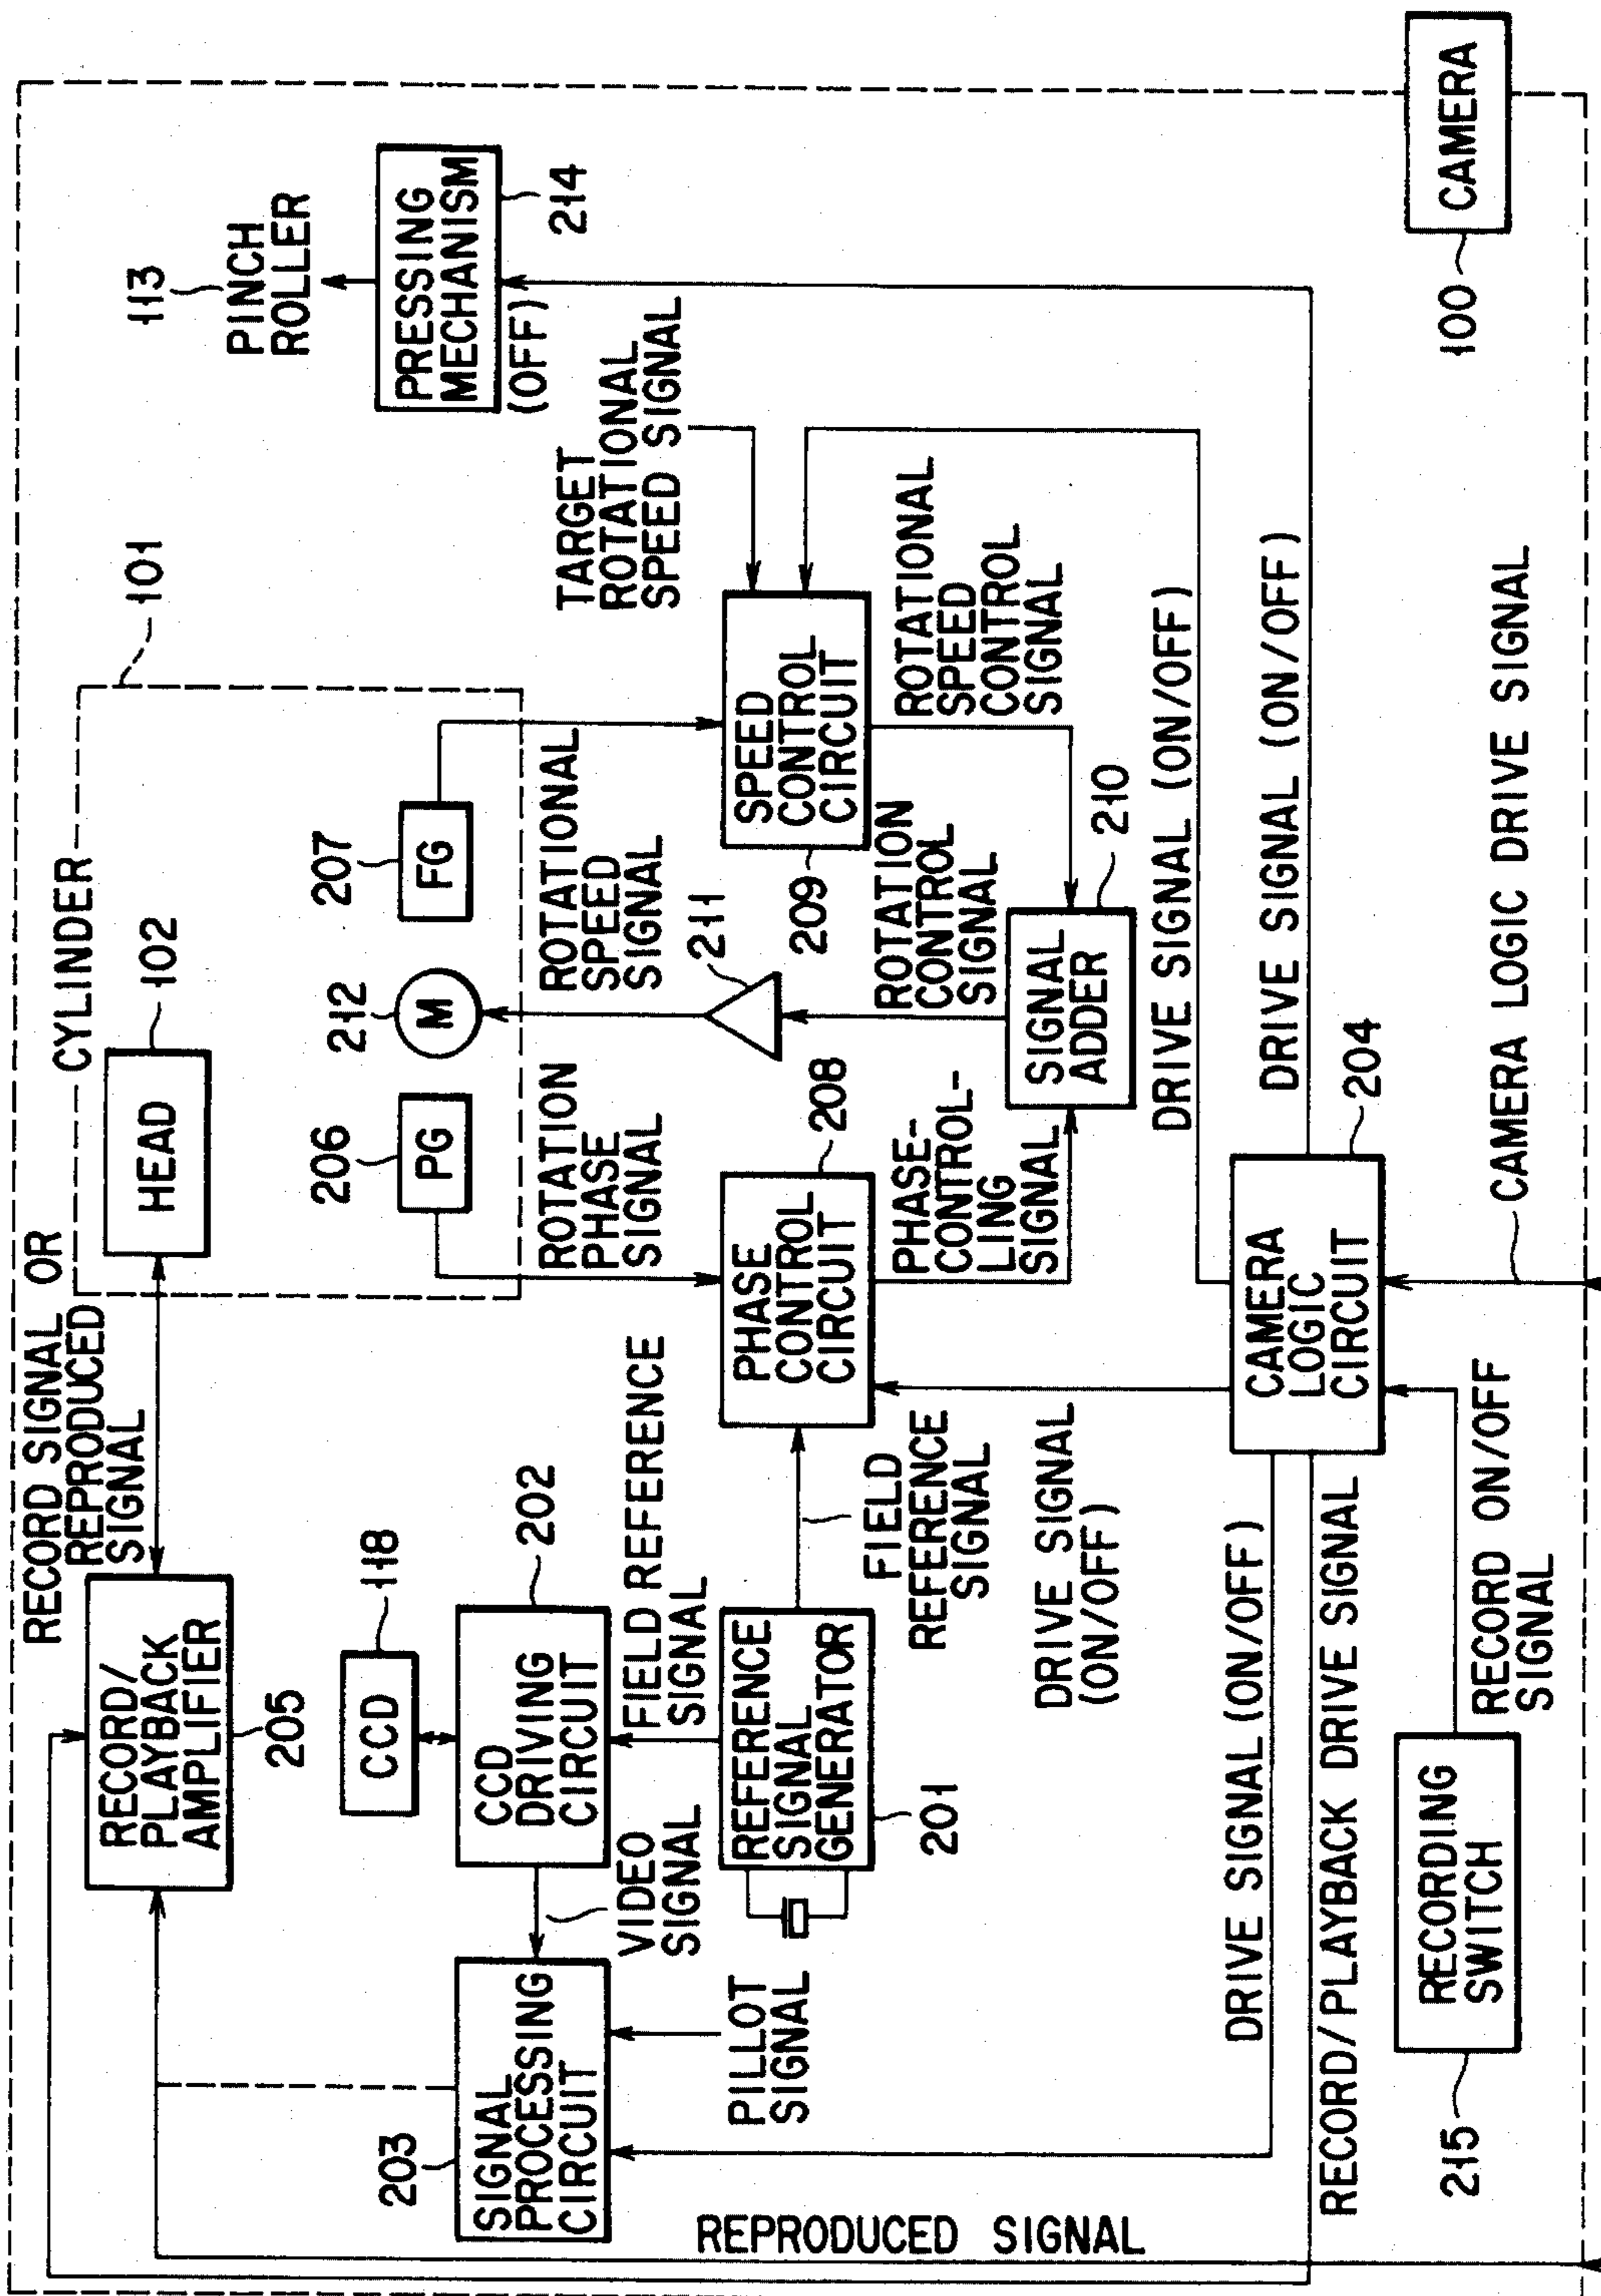 RECORD SIGNAL OR
REPRODUCED
SIGNAL
CYLINDER
101
RECORD/
PLAYBACK
AMPLIFIER
205
HEAD
102
113
PINCH
ROLLER
PRESSING
MECHANISM
214
(OFF)
203
SIGNAL
PROCESSING
CIRCUIT
CCD
118
CCD
DRIVING
CIRCUIT
202
206
PG
212
M
207
FG
VIDEO
SIGNAL
FIELD REFERENCE
SIGNAL
ROTATION
PHASE
SIGNAL
ROTATIONAL
SPEED
SIGNAL
TARGET
ROTATIONAL
SPEED SIGNAL
PILLOT
SIGNAL
REFERENCE
SIGNAL
GENERATOR
201
PHASE
CONTROL
CIRCUIT
208
211
SPEED
CONTROL
CIRCUIT
209
FIELD
REFERENCE
SIGNAL
PHASE-
CONTROL-
LING
SIGNAL
ROTATION
CONTROL
SIGNAL
ROTATIONAL
SPEED
CONTROL
SIGNAL
SIGNAL
ADDER
210
REPRODUCED SIGNAL
DRIVE SIGNAL
(ON/OFF)
DRIVE SIGNAL (ON/OFF)
DRIVE SIGNAL (ON/OFF)
DRIVE SIGNAL (ON/OFF)
RECORD/PLAYBACK DRIVE SIGNAL
CAMERA
LOGIC
CIRCUIT
204
215
RECORDING
SWITCH
RECORD ON/OFF
SIGNAL
CAMERA LOGIC DRIVE SIGNAL
100
CAMERA